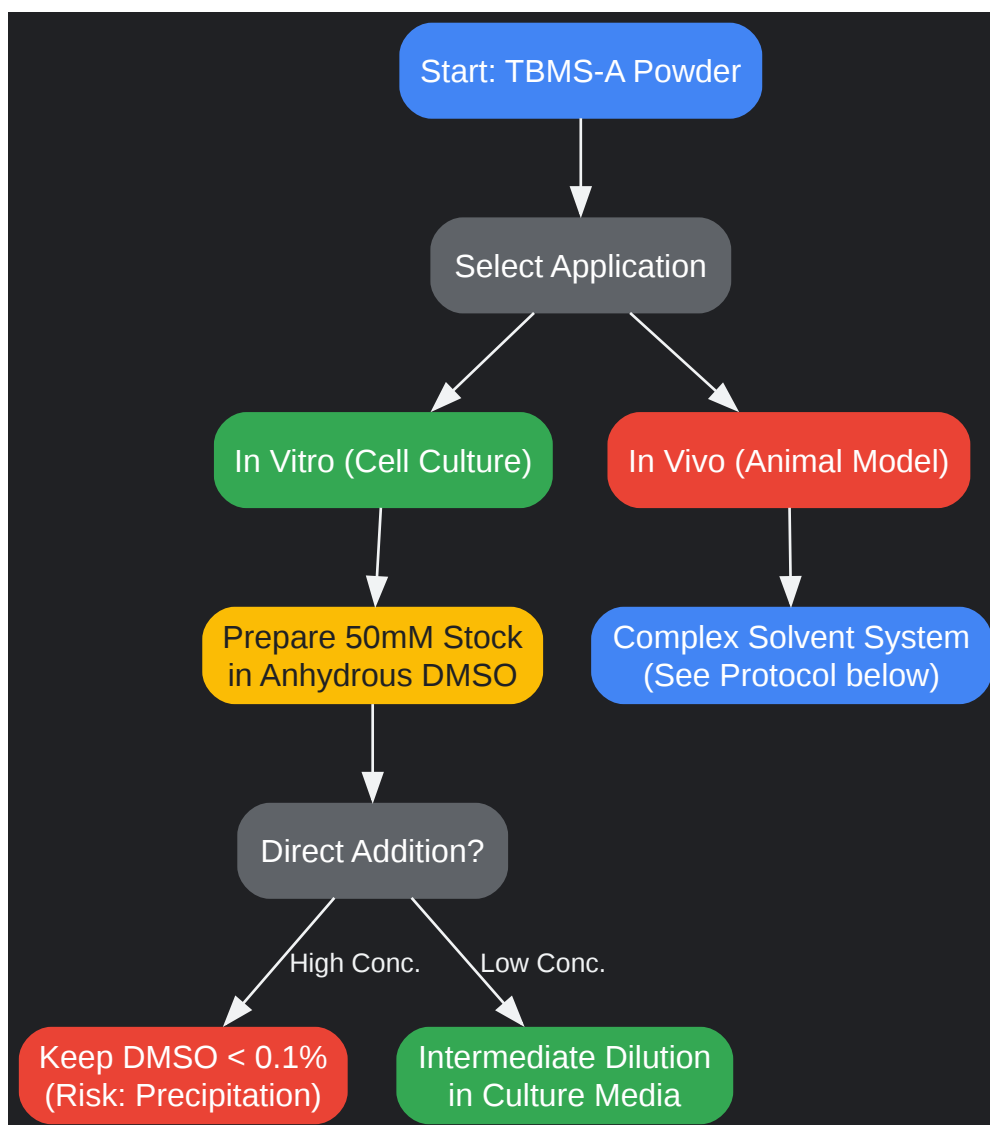 Start: TBMS-A Powder
Select Application
In Vitro (Cell Culture)
In Vivo (Animal Model)
Prepare 50mM Stock
in Anhydrous DMSO
Complex Solvent System
(See Protocol below)
Direct Addition?
High Conc.
Low Conc.
Keep DMSO < 0.1%
(Risk: Precipitation)
Intermediate Dilution
in Culture Media